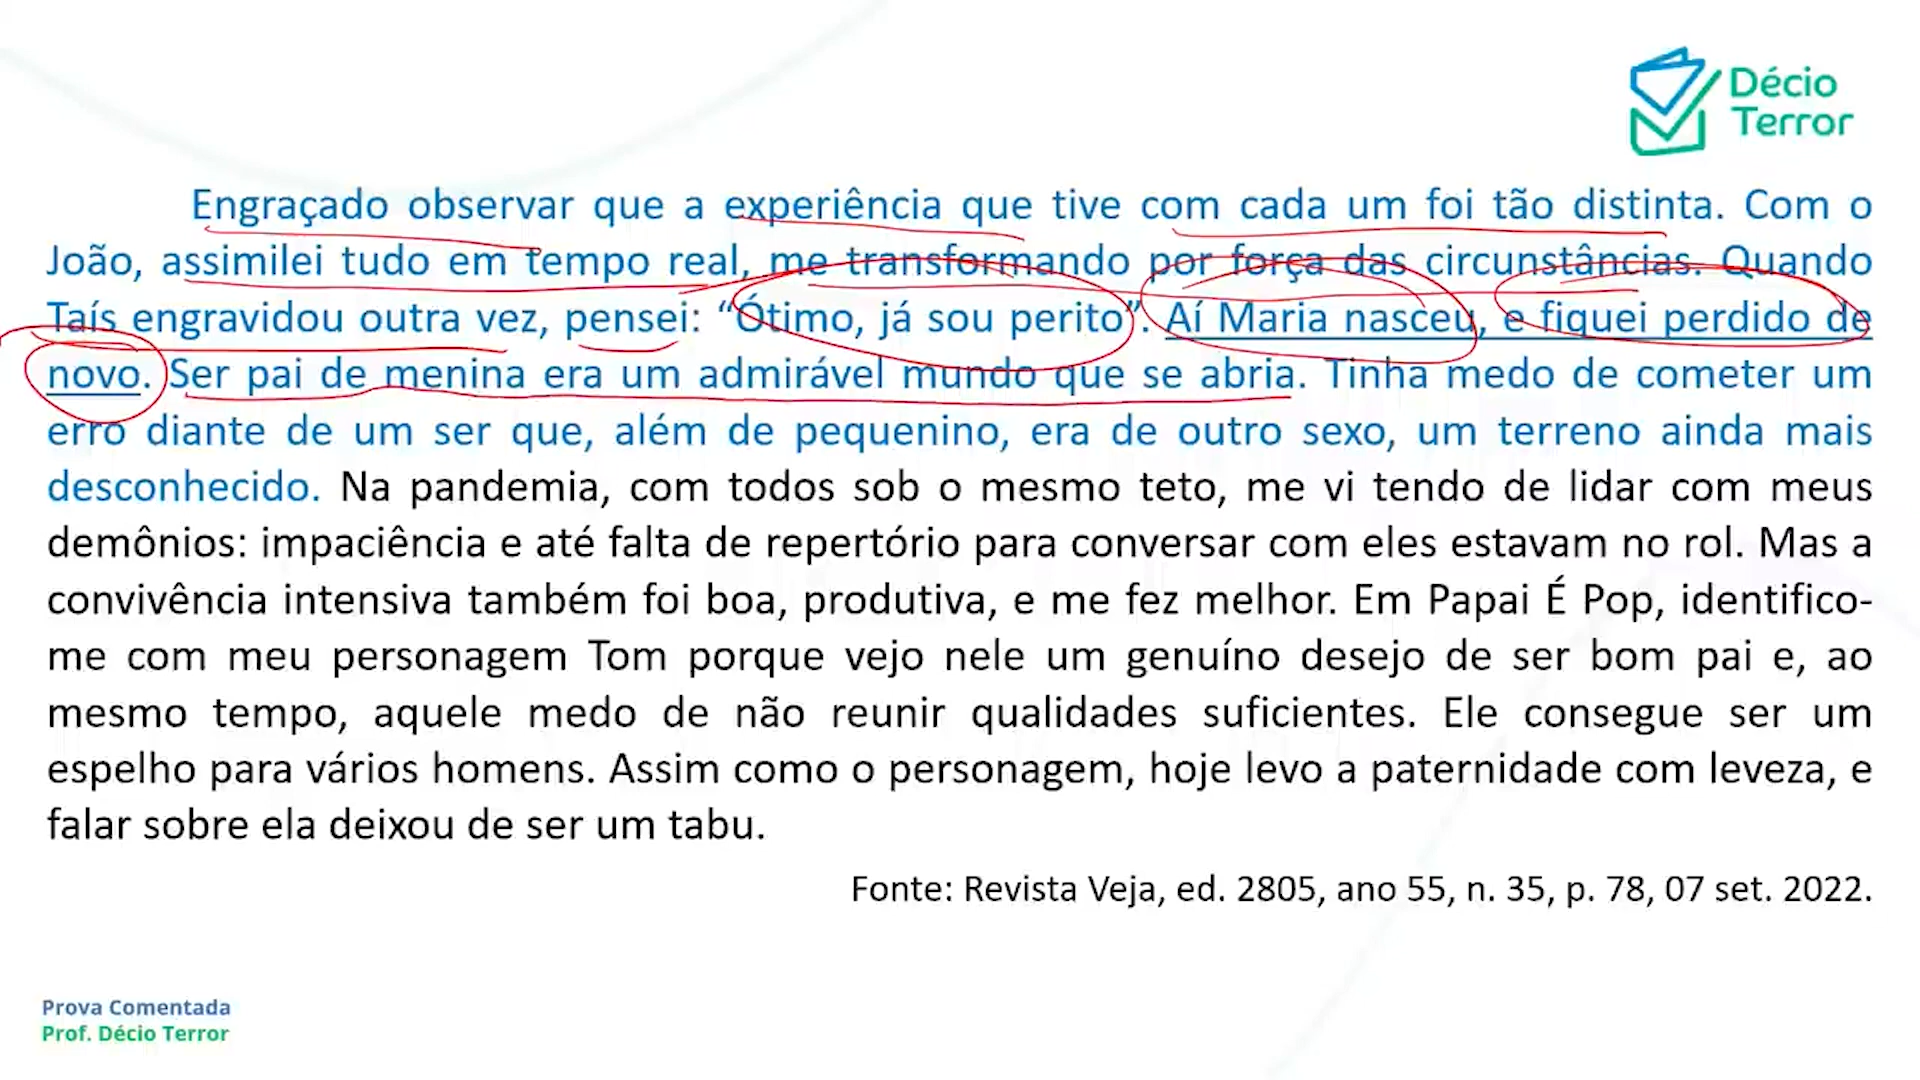 Décio
Terror
Engraçado observar que a experiência que tive com cada um foi tão distinta. Com o
João, assimilei tudo em tempo real, me transformando por força das circunstâncias. Quando
Taís engravidou outra vez, pensei: “Ótimo, já sou perito”. Aí Maria nasceu, e fiquei perdido de
novo. Ser pai de menina era um admirável mundo que se abria. Tinha medo de cometer um
erro diante de um ser que, além de pequenino, era de outro sexo, um terreno ainda mais
desconhecido. Na pandemia, com todos sob o mesmo teto, me vi tendo de lidar com meus
demônios: impaciência e até falta de repertório para conversar com eles estavam no rol. Mas a
convivência intensiva também foi boa, produtiva, e me fez melhor. Em Papai É Pop, identifico-
me com meu personagem Tom porque vejo nele um genuíno desejo de ser bom pai e, ao
mesmo tempo, aquele medo de não reunir qualidades suficientes. Ele consegue ser um
espelho para vários homens. Assim como o personagem, hoje levo a paternidade com leveza, e
falar sobre ela deixou de ser um tabu.
Fonte: Revista Veja, ed. 2805, ano 55, n. 35, p. 78, 07 set. 2022.
Prova Comentada
Prof. Décio Terror